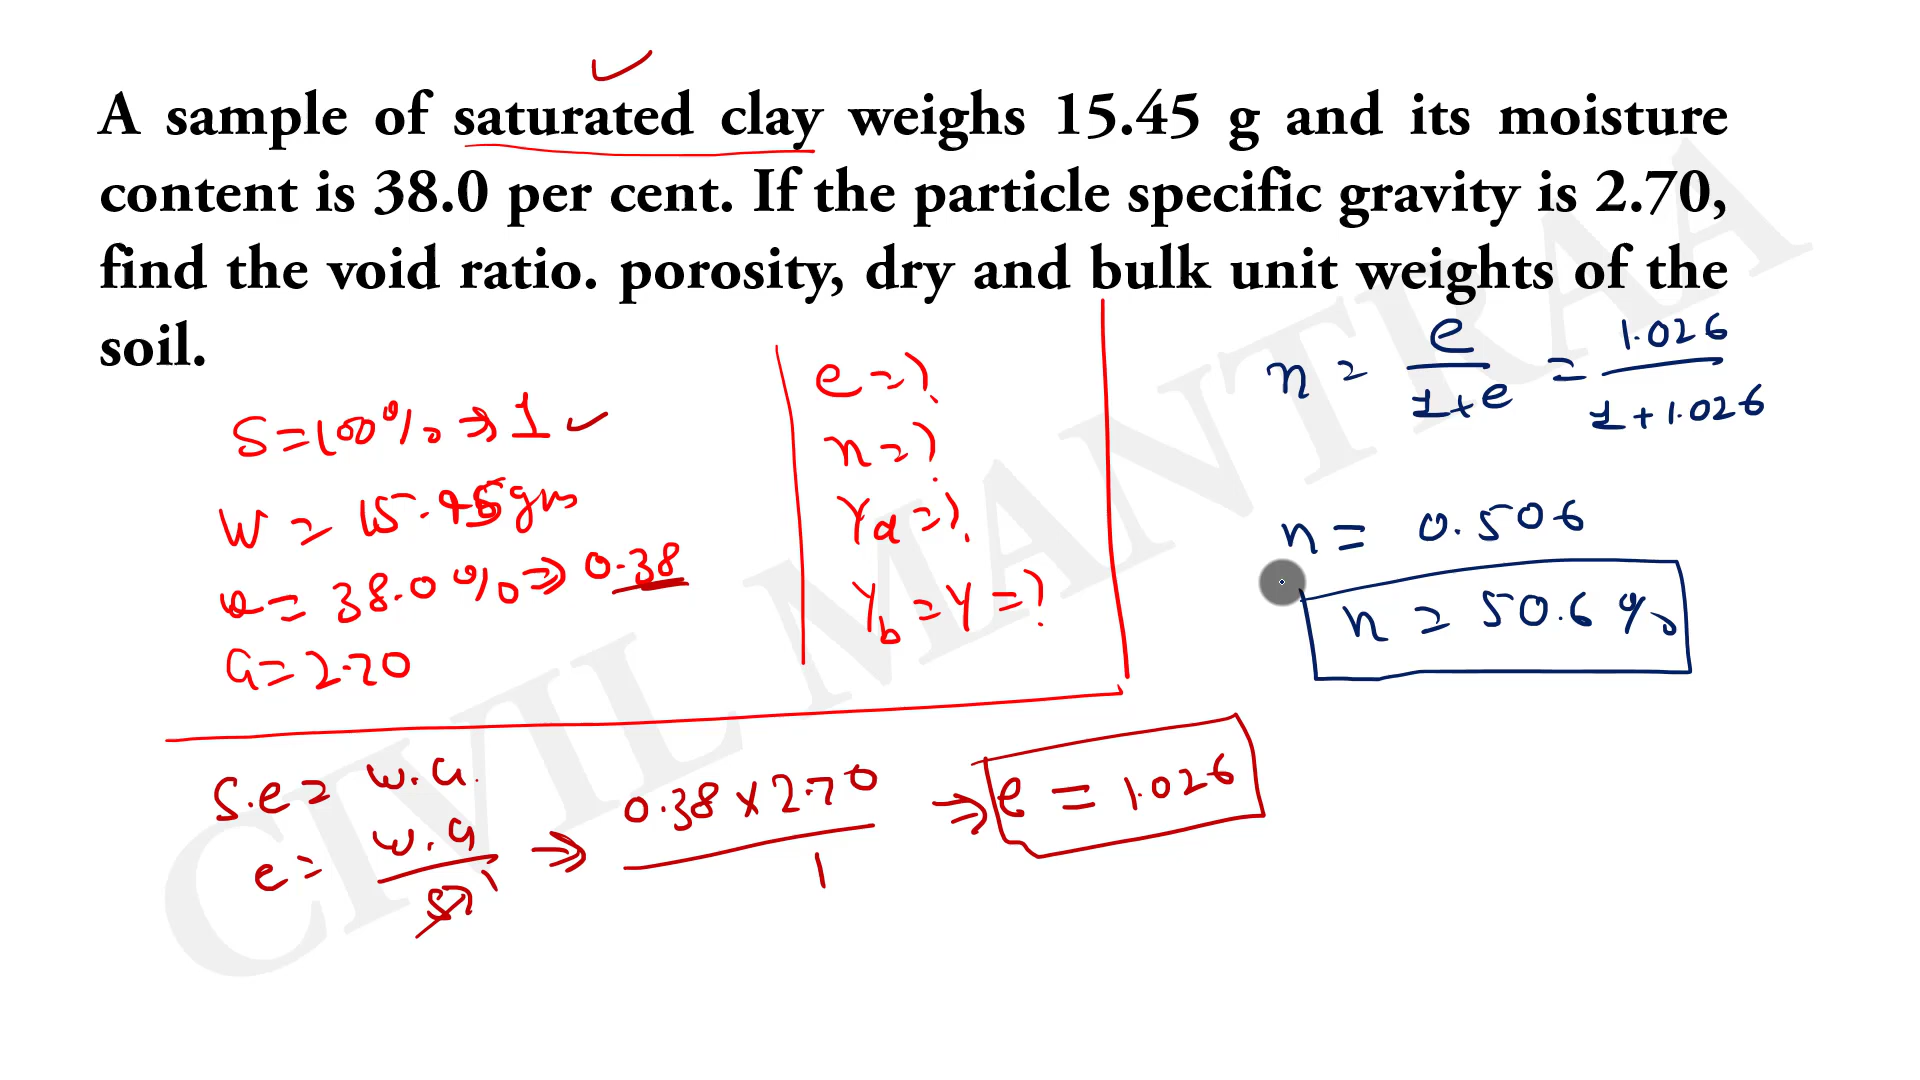 A sample of saturated clay weighs 15.45 g and its moisture
content is 38.0 per cent. If the particle specific gravity is 2.70,
find the void ratio. porosity, dry and bulk unit weights of the
soil.
S=100% ⇒ 1 ✓
W = 15.45gm
ω = 38.0% ⇒ 0.38
G = 2.70
e = ?
n = ?
γd = ?
γb = γ = ?
n = e/1+e = 1.026/1+1.026
n = 0.506
n = 50.6%
S.e = w.G.
e = w.G/S 1 ⇒ 0.38 × 2.70/1 ⇒ e = 1.026
CIVIL MANTRAA